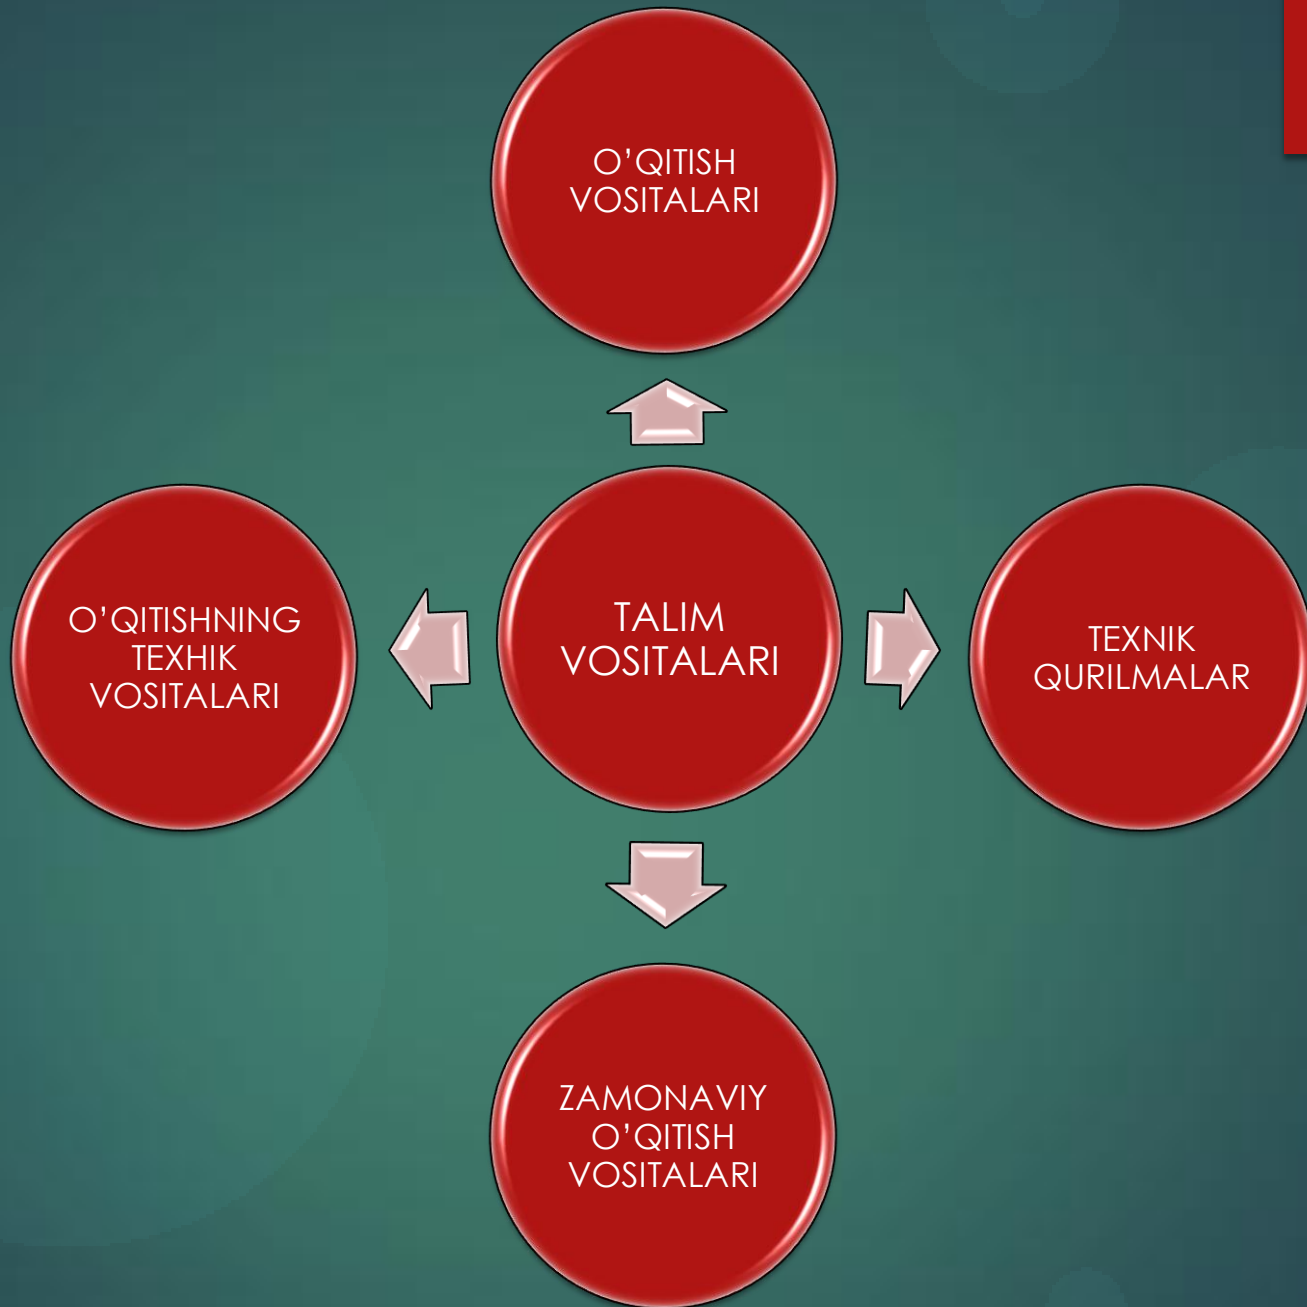 O’QITISH
VOSITALARI
O’QITISHNING
TEXHIK
VOSITALARI
TALIM
VOSITALARI
TEXNIK
QURILMALAR
ZAMONAVIY
O’QITISH
VOSITALARI